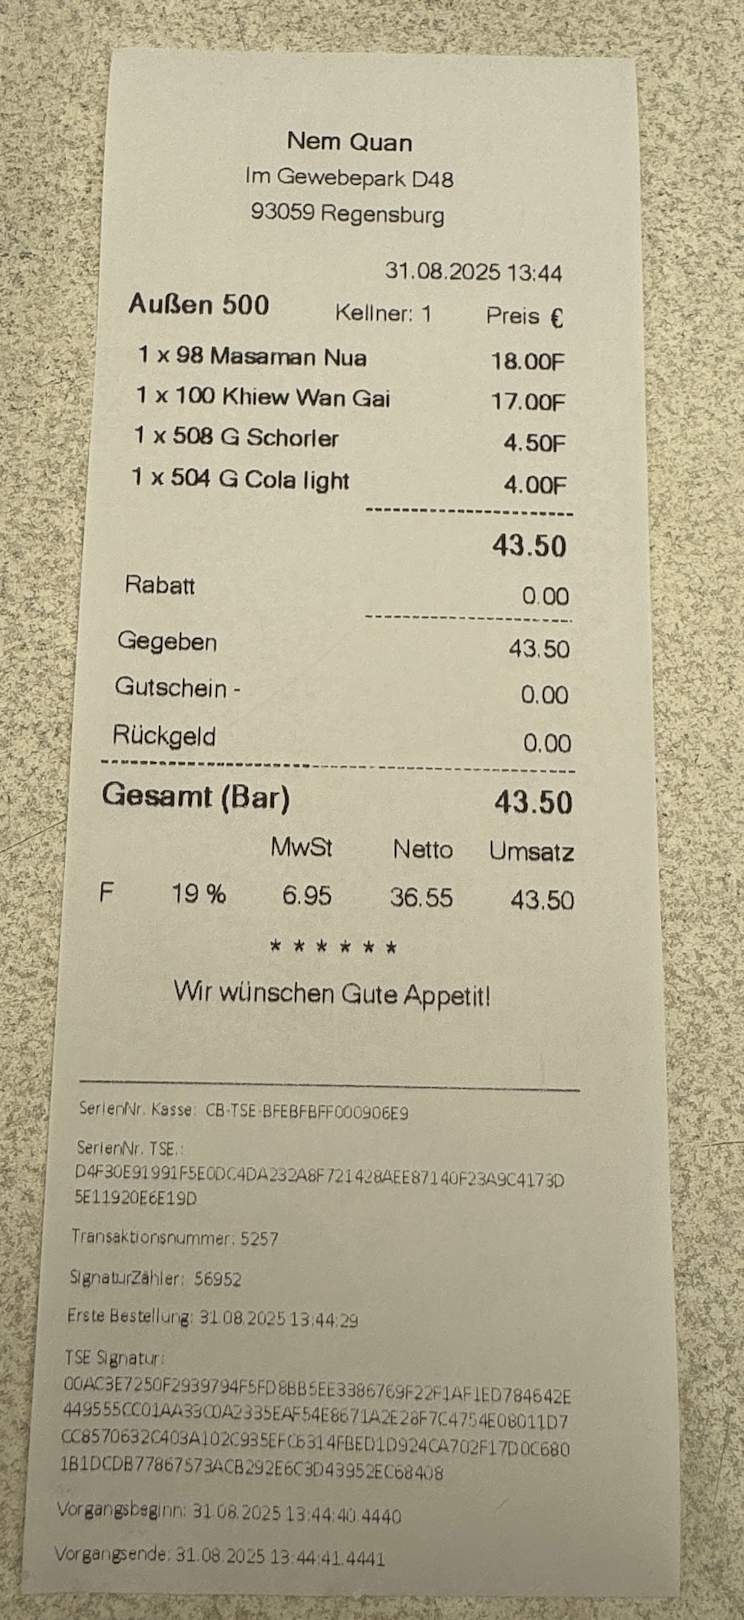 Nem Quan
Im Gewebepark D48
93059 Regensburg
31.08.2025 13:44
Außen 500 Kellner: 1 Preis €
1 x 98 Masaman Nua 18.00F
1 x 100 Khiew Wan Gai 17.00F
1 x 508 G Schorler 4.50F
1 x 504 G Cola light 4.00F
43.50
Rabatt 0.00
Gegeben 43.50
Gutschein - 0.00
Rückgeld 0.00
Gesamt (Bar) 43.50
MwSt Netto Umsatz
F 19 % 6.95 36.55 43.50
* * * * * *
Wir wünschen Gute Appetit!
SerienNr. Kasse: CB-TSE-BFEBFBFF000906E9
SerienNr. TSE.:
D4F30E91991F5E0DC4DA232A8F721428AEE87140F23A9C4173D
5E11920E6E19D
Transaktionsnummer: 5257
SignaturZähler: 56952
Erste Bestellung: 31.08.2025 13:44:29
TSE Signatur:
00AC3E7250F2939794F5FD8BB5EE3386769F22F1AF1ED784642E
449555CC01AA33C0A2335EAF54E8671A2E28F7C4754E08011D7
CC8570632C403A102C935EFC6314FBED1D924CA702F17D0C680
1B1DCDB77867573ACB292E6C3D43952EC68408
Vorgangsbeginn: 31.08.2025 13:44:40.4440
Vorgangsende: 31.08.2025 13:44:41.4441